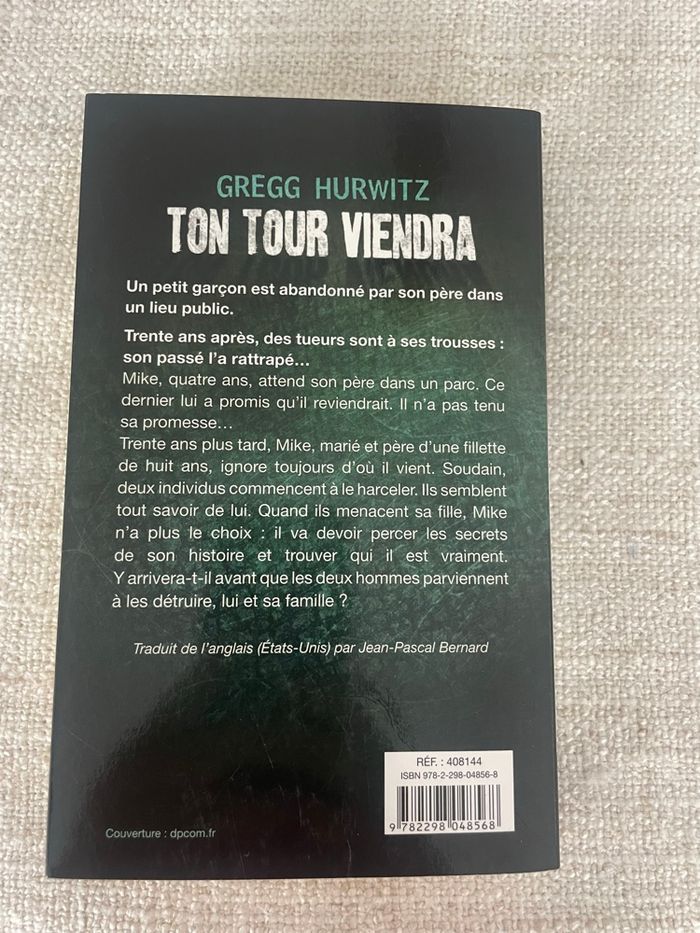 GREGG HURWITZ
TON TOUR VIENDRA
Un petit garçon est abandonné par son père dans
un lieu public.
Trente ans après, des tueurs sont à ses trousses :
son passé l'a rattrapé…
Mike, quatre ans, attend son père dans un parc. Ce
dernier lui a promis qu'il reviendrait. Il n'a pas tenu
sa promesse…
Trente ans plus tard, Mike, marié et père d'une fillette
de huit ans, ignore toujours d'où il vient. Soudain,
deux individus commencent à le harceler. Ils semblent
tout savoir de lui. Quand ils menacent sa fille, Mike
n'a plus le choix : il va devoir percer les secrets
de son histoire et trouver qui il est vraiment.
Y arrivera-t-il avant que les deux hommes parviennent
à les détruire, lui et sa famille ?
Traduit de l'anglais (États-Unis) par Jean-Pascal Bernard
RÉF. : 408144
ISBN 978-2-298-04856-8
9 782298 048568
Couverture : dpcom.fr